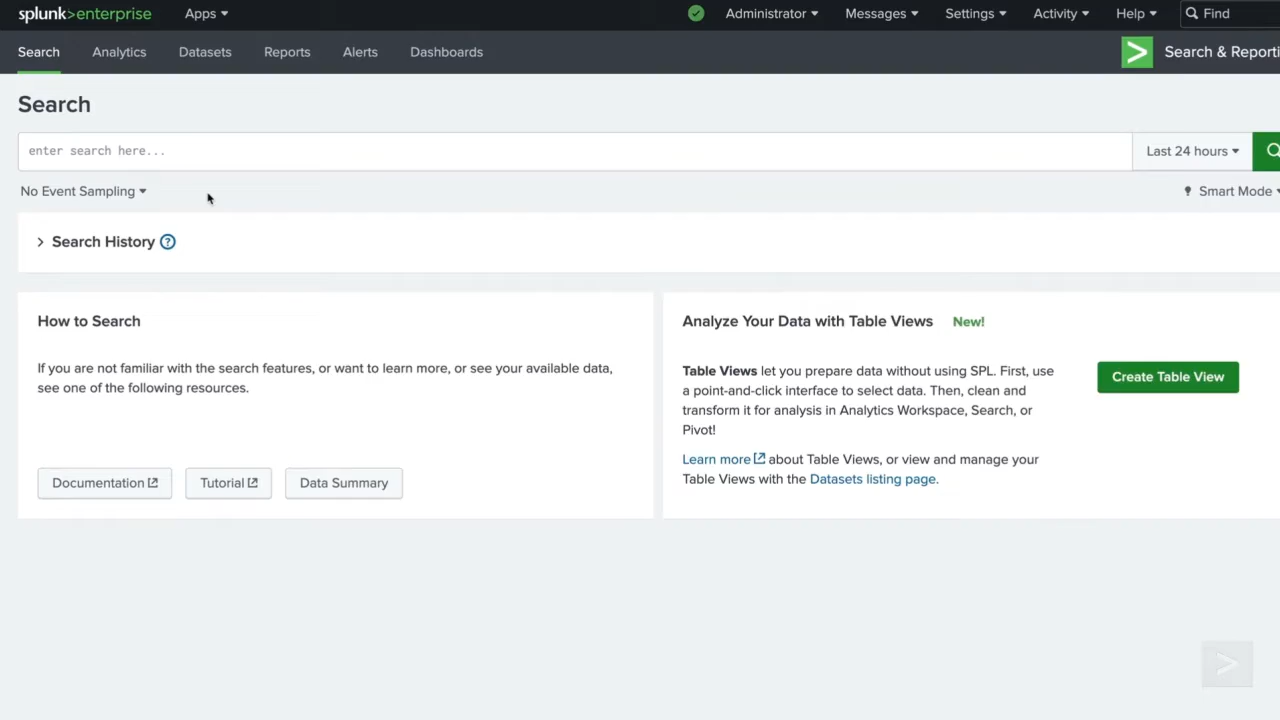 splunk>enterprise Apps Administrator Messages Settings Activity Help Find
Search Analytics Datasets Reports Alerts Dashboards Search & Reporti
Search
enter search here... Last 24 hours
No Event Sampling Smart Mode
Search History ?
How to Search
If you are not familiar with the search features, or want to learn more, or see your available data,
see one of the following resources.
Documentation Tutorial Data Summary
Analyze Your Data with Table Views New!
Table Views let you prepare data without using SPL. First, use
a point-and-click interface to select data. Then, clean and
transform it for analysis in Analytics Workspace, Search, or
Pivot!
Create Table View
Learn more about Table Views, or view and manage your
Table Views with the Datasets listing page.